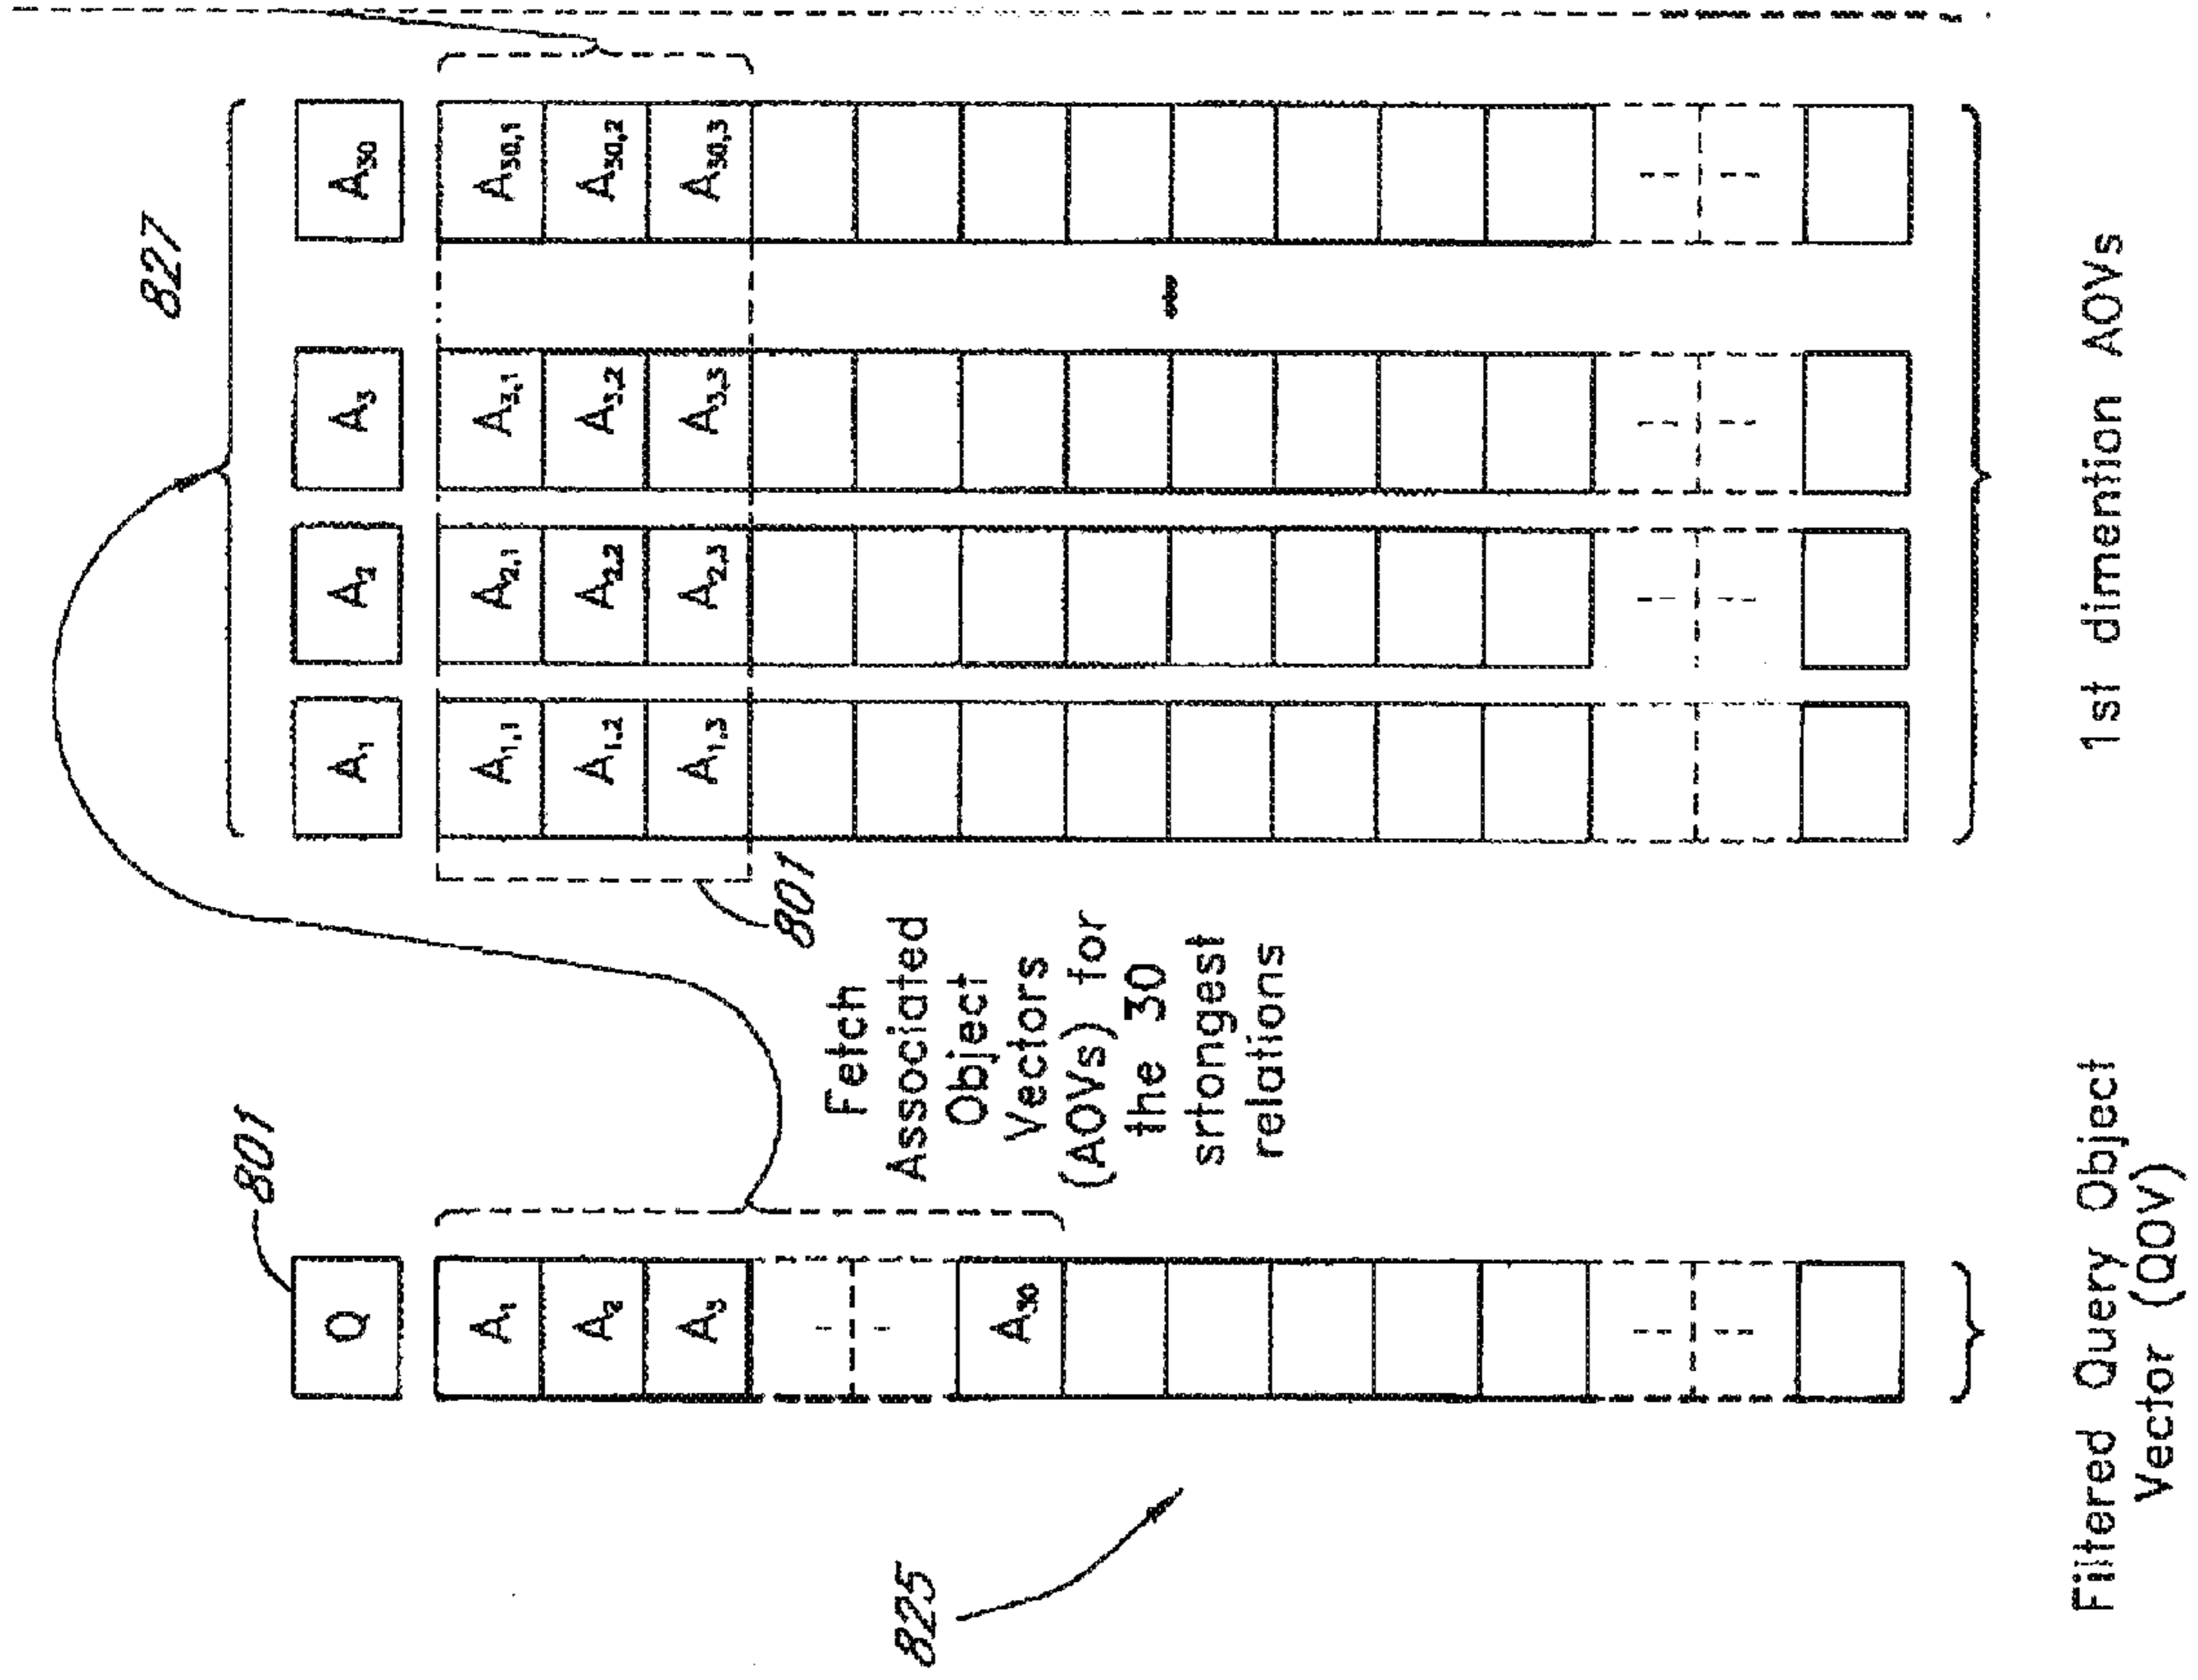 827
801
Q
A₁
A₂
A₃
A₃₀
A₁
A₁,₁
A₁,₂
A₁,₃
A₂
A₂,₁
A₂,₂
A₂,₃
A₃
A₃,₁
A₃,₂
A₃,₃
A₃₀
A₃₀,₁
A₃₀,₂
A₃₀,₃
801
Fetch
Associated
Object
Vectors
(AOVs) for
the 30
srtongest
relations
825
Filtered Query Object
Vector (QOV)
1st dimention AOVs